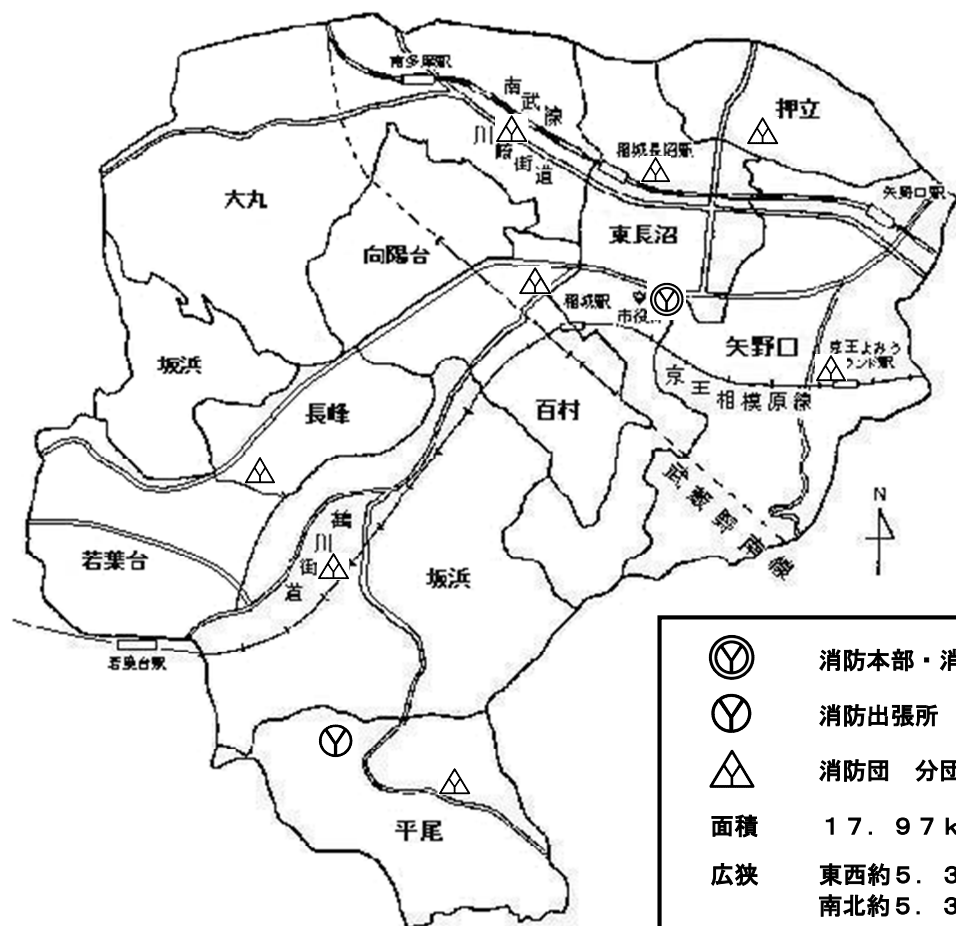 南多摩駅
南武線
川崎街道
押立
稲城長沼駅
矢野口駅
大丸
東長沼
向陽台
稲城駅
市役
矢野口
京王よみう
ランド駅
坂浜
京王相模原線
長峰
百村
武蔵野南線
N
鶴川街道
若葉台
坂浜
若葉台駅
平尾
消防本部・消
消防出張所
消防団 分団
面積 17.97k
広狭 東西約5.3
南北約5.3